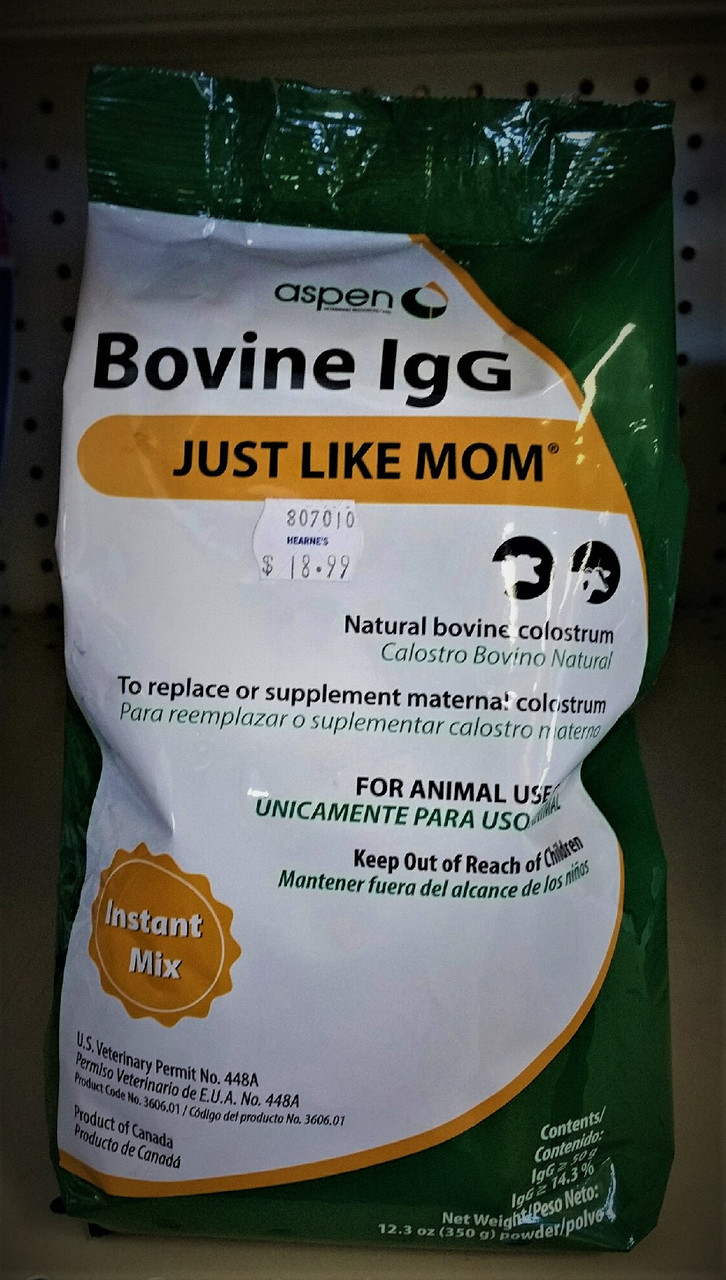 aspen
Bovine IgG
JUST LIKE MOM®
807010
HEARNE'S
$ 18.99
Natural bovine colostrum
Calostro Bovino Natural
To replace or supplement maternal colostrum
Para reemplazar o suplementar calostro materno
FOR ANIMAL USE
UNICAMENTE PARA USO ANIMAL
Keep Out of Reach of Children
Mantener fuera del alcance de los niños
Instant
Mix
U.S. Veterinary Permit No. 448A
Permiso Veterinario de E.U.A. No. 448A
Product Code No. 3606.01 / Código del producto No. 3606.01
Product of Canada
Producto de Canadá
Contents/
Contenido:
IgG ≥ 50 g
IgG ≥ 14.3 %
Net Weight/Peso Neto:
12.3 oz (350 g) powder/polvo